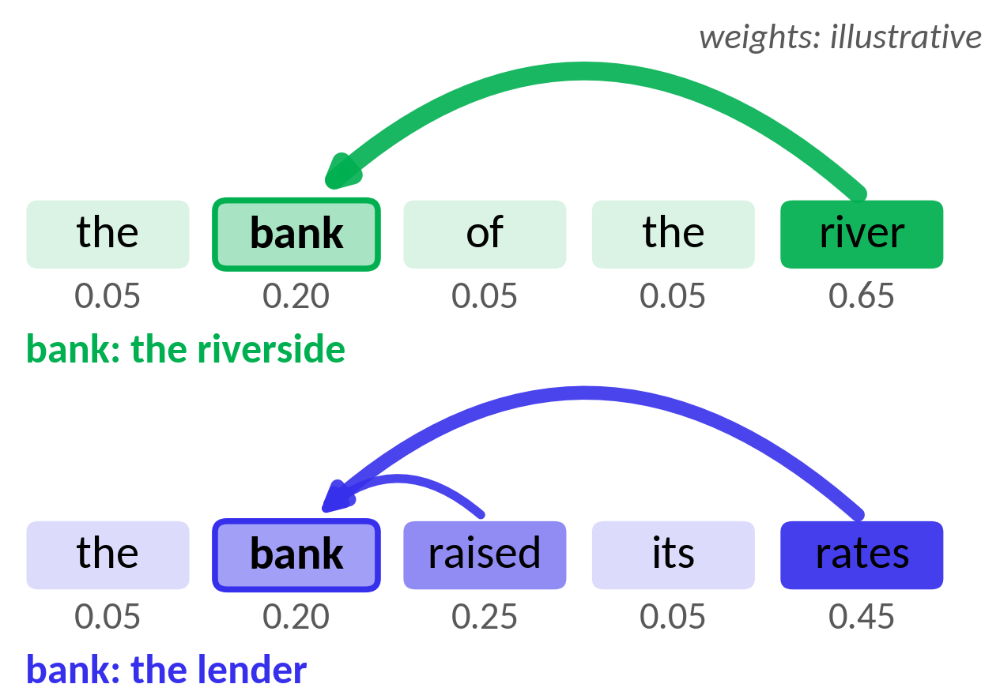 weights: illustrative
the bank of the river
0.05 0.20 0.05 0.05 0.65
bank: the riverside
the bank raised its rates
0.05 0.20 0.25 0.05 0.45
bank: the lender